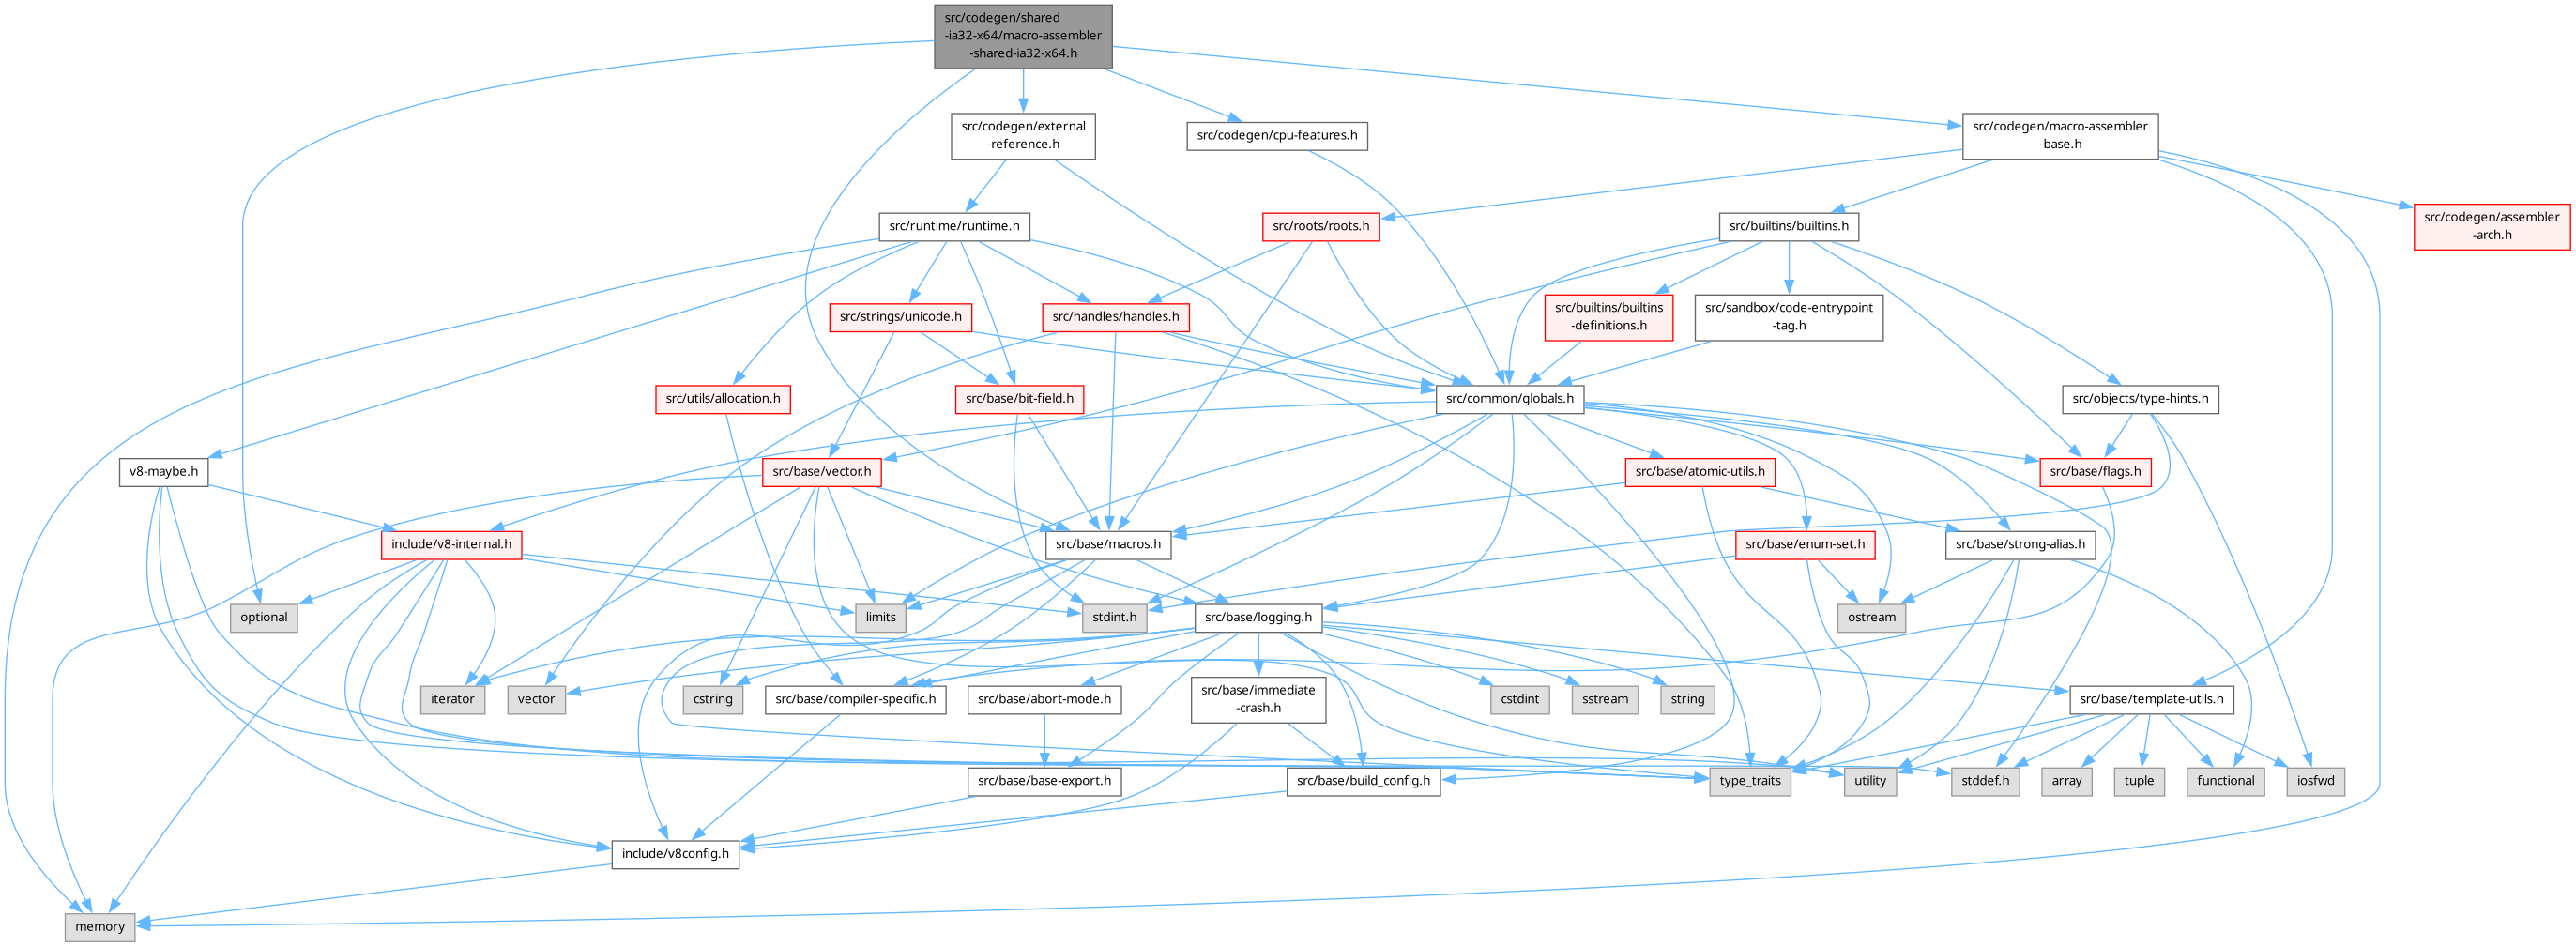 src/codegen/shared
-ia32-x64/macro-assembler
-shared-ia32-x64.h
src/codegen/external
-reference.h
src/codegen/cpu-features.h
src/codegen/macro-assembler
-base.h
src/runtime/runtime.h
src/roots/roots.h
src/builtins/builtins.h
src/codegen/assembler
-arch.h
src/strings/unicode.h
src/handles/handles.h
src/builtins/builtins
-definitions.h
src/sandbox/code-entrypoint
-tag.h
src/utils/allocation.h
src/base/bit-field.h
src/common/globals.h
src/objects/type-hints.h
v8-maybe.h
src/base/vector.h
src/base/atomic-utils.h
src/base/flags.h
include/v8-internal.h
src/base/macros.h
src/base/enum-set.h
src/base/strong-alias.h
optional
limits
stdint.h
src/base/logging.h
ostream
iterator
vector
cstring
src/base/compiler-specific.h
src/base/abort-mode.h
src/base/immediate
-crash.h
cstdint
sstream
string
src/base/template-utils.h
src/base/base-export.h
src/base/build_config.h
type_traits
utility
stddef.h
array
tuple
functional
iosfwd
include/v8config.h
memory